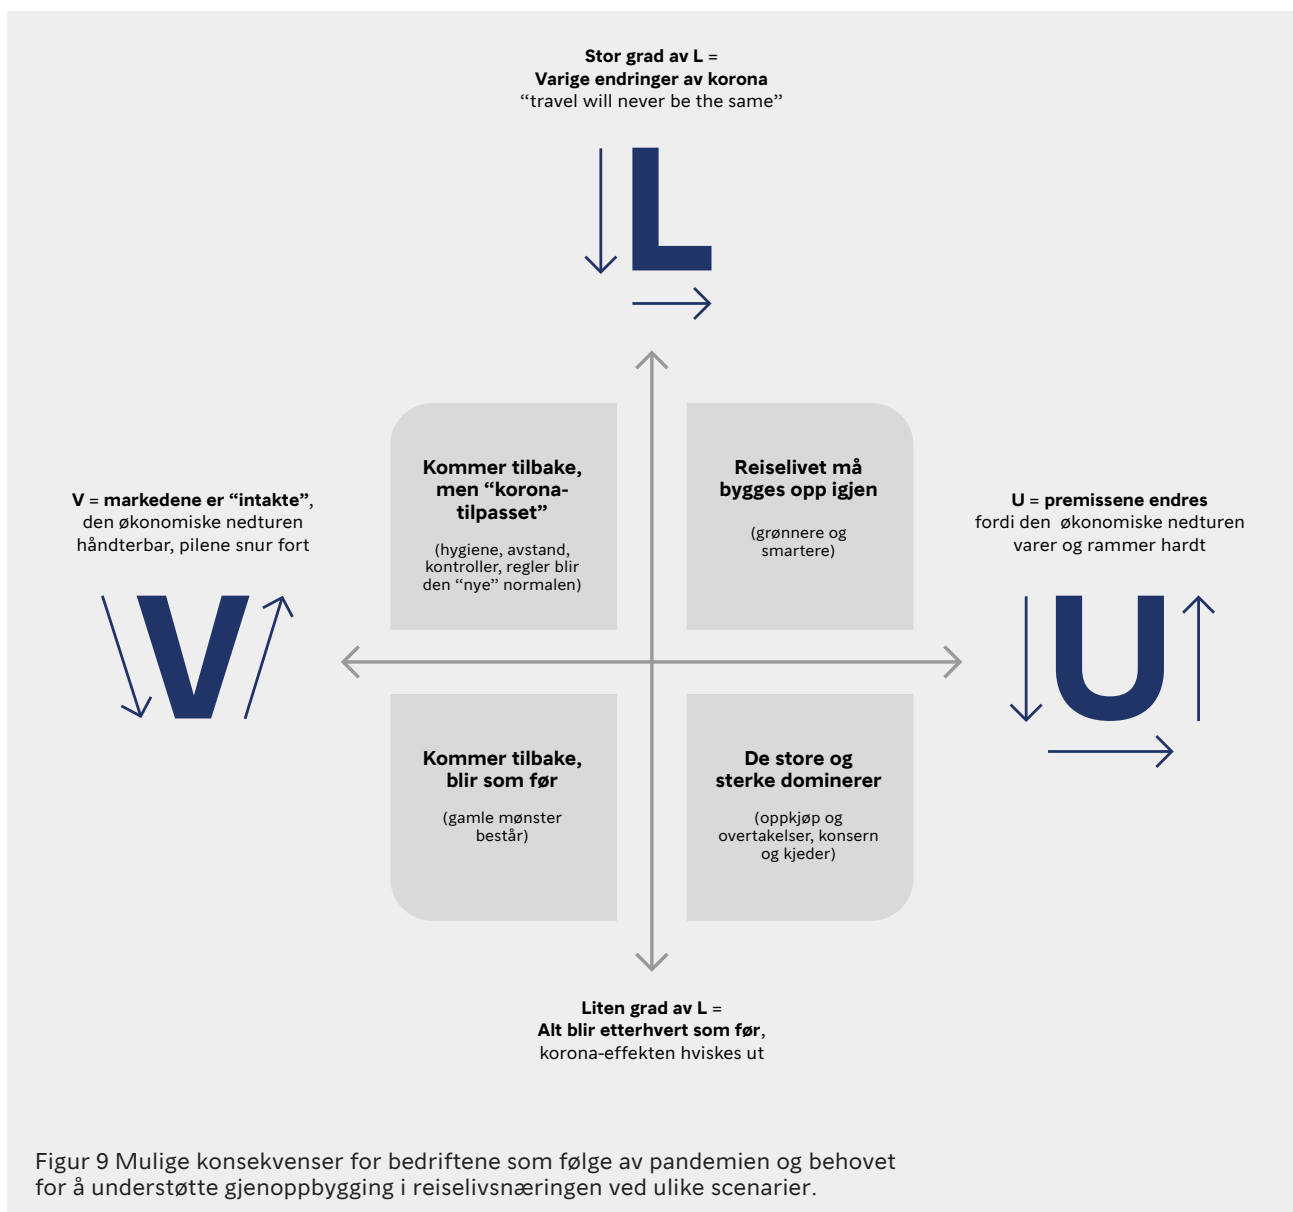 Stor grad av L =
Varige endringer av korona
“travel will never be the same”
L
Kommer tilbake,
men “korona-
tilpasset”
(hygiene, avstand,
kontroller, regler blir
den “nye” normalen)
Reiselivet må
bygges opp igjen
(grønnere og
smartere)
V = markedene er “intakte”,
den økonomiske nedturen
håndterbar, pilene snur fort
V
U = premissene endres
fordi den økonomiske nedturen
varer og rammer hardt
U
Kommer tilbake,
blir som før
(gamle mønster
består)
De store og
sterke dominerer
(oppkjøp og
overtakelser, konsern
og kjeder)
Liten grad av L =
Alt blir etterhvert som før,
korona-effekten hviskes ut
Figur 9 Mulige konsekvenser for bedriftene som følge av pandemien og behovet
for å understøtte gjenoppbygging i reiselivsnæringen ved ulike scenarier.